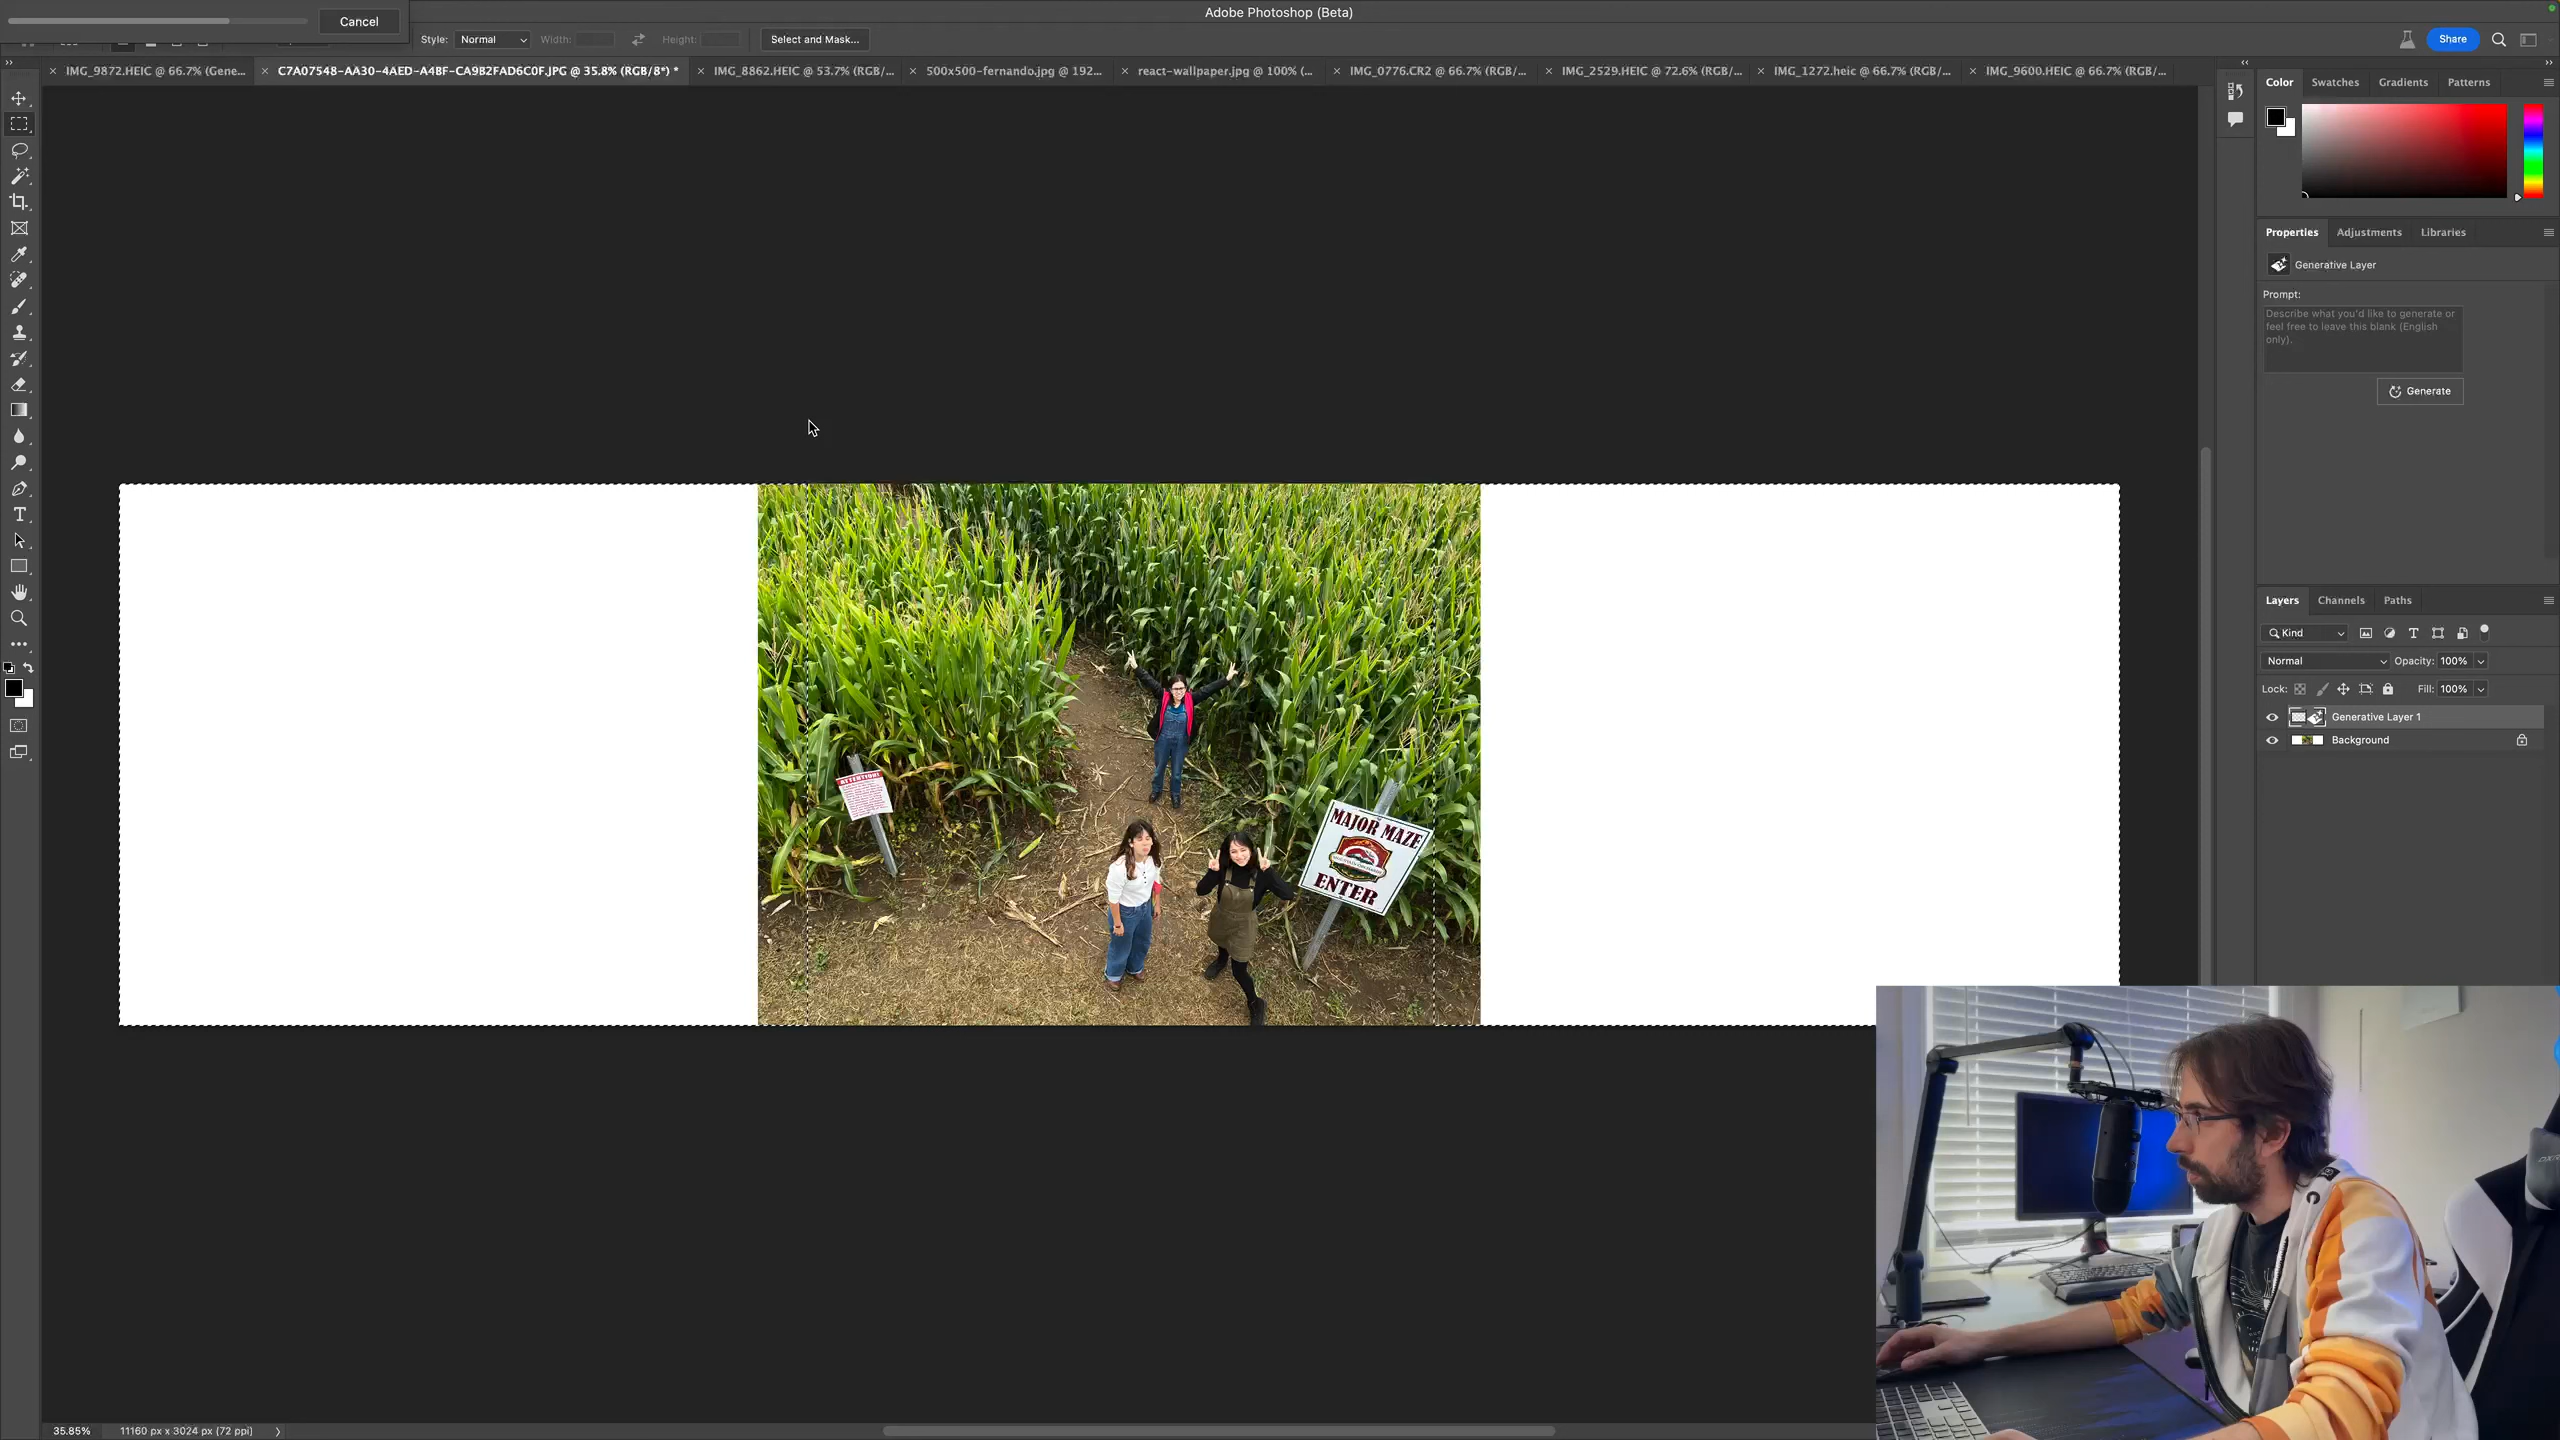 Adobe Photoshop (Beta)
Cancel
Style: Normal Width: Height: Select and Mask... Share
IMG_9872.HEIC @ 66.7% (Gene... C7A07548-AA30-4AED-A4BF-CA9B2FAD6C0F.JPG @ 35.8% (RGB/8*) * IMG_8862.HEIC @ 53.7% (RGB/... 500x500-fernando.jpg @ 192... react-wallpaper.jpg @ 100% (... IMG_0776.CR2 @ 66.7% (RGB/... IMG_2529.HEIC @ 72.6% (RGB/... IMG_1272.heic @ 66.7% (RGB/... IMG_9600.HEIC @ 66.7% (RGB/...
Color Swatches Gradients Patterns
Properties Adjustments Libraries
Generative Layer
Prompt:
Describe what you'd like to generate or
feel free to leave this blank (English
only).
Generate
Layers Channels Paths
Kind
Normal Opacity: 100%
Lock: Fill: 100%
Generative Layer 1
Background
ATTENTION!
MAJOR MAZE
ENTER
35.85% 11160 px x 3024 px (72 ppi)